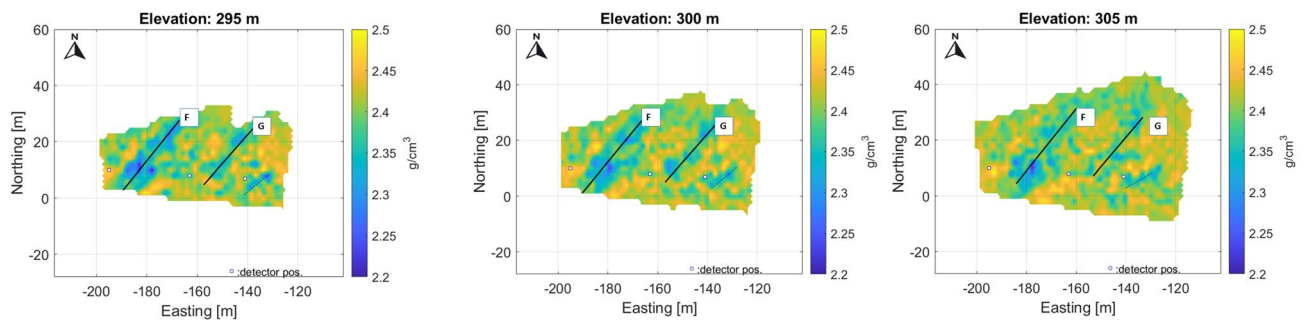 Elevation: 295 m
60
40
20
0
-20
Northing [m]
N
F
G
:detector pos.
-200
-180
-160
-140
-120
Easting [m]
2.5
2.45
2.4
2.35
2.3
2.25
2.2
g/cm3
Elevation: 300 m
60
40
20
0
-20
Northing [m]
N
F
G
:detector pos.
-200
-180
-160
-140
-120
Easting [m]
2.5
2.45
2.4
2.35
2.3
2.25
2.2
g/cm3
Elevation: 305 m
60
40
20
0
-20
Northing [m]
N
F
G
:detector pos.
-200
-180
-160
-140
-120
Easting [m]
2.5
2.45
2.4
2.35
2.3
2.25
2.2
g/cm3